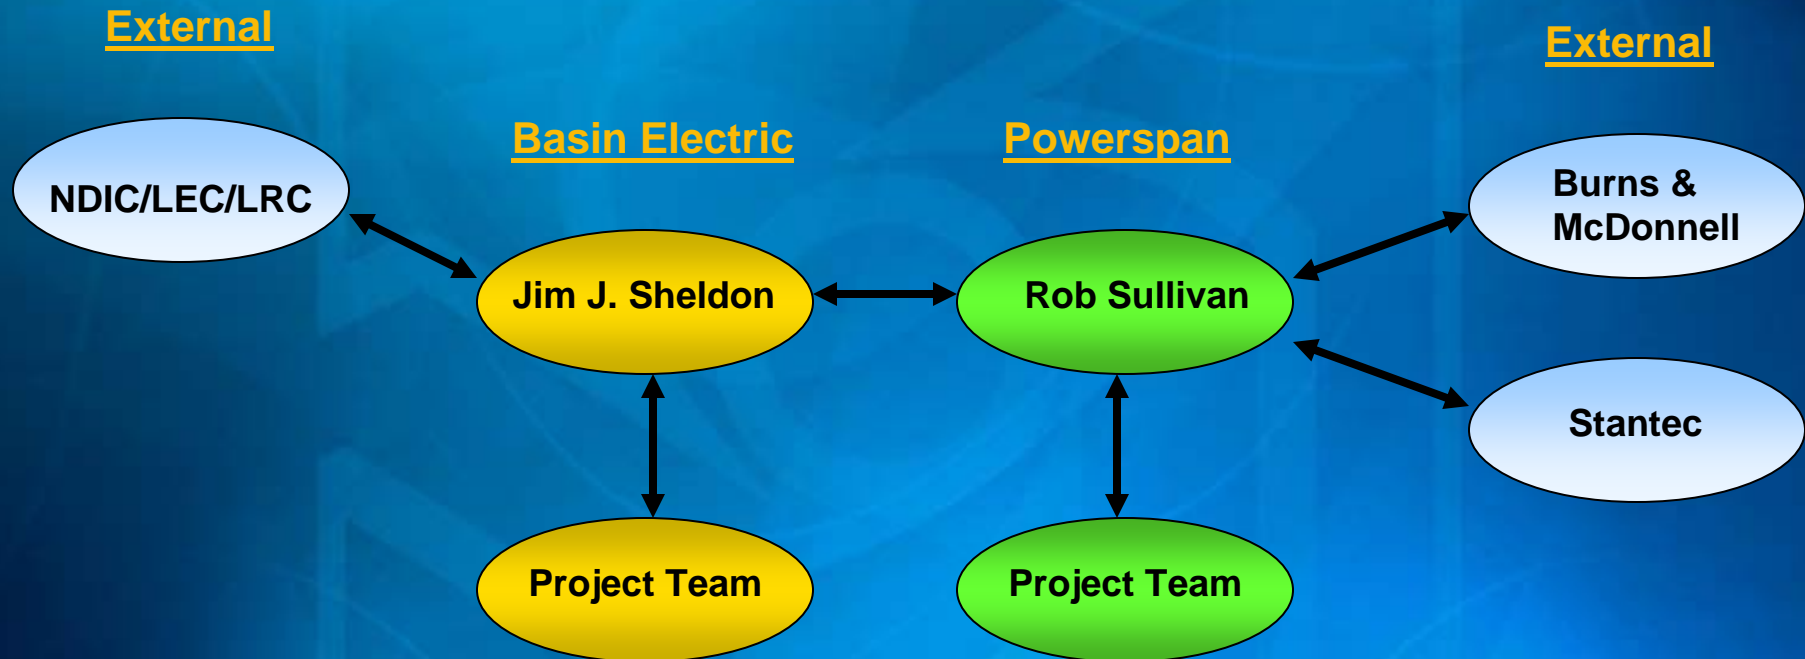 External
External
Basin Electric
Powerspan
NDIC/LEC/LRC
Burns &
McDonnell
Jim J. Sheldon
Rob Sullivan
Stantec
Project Team
Project Team